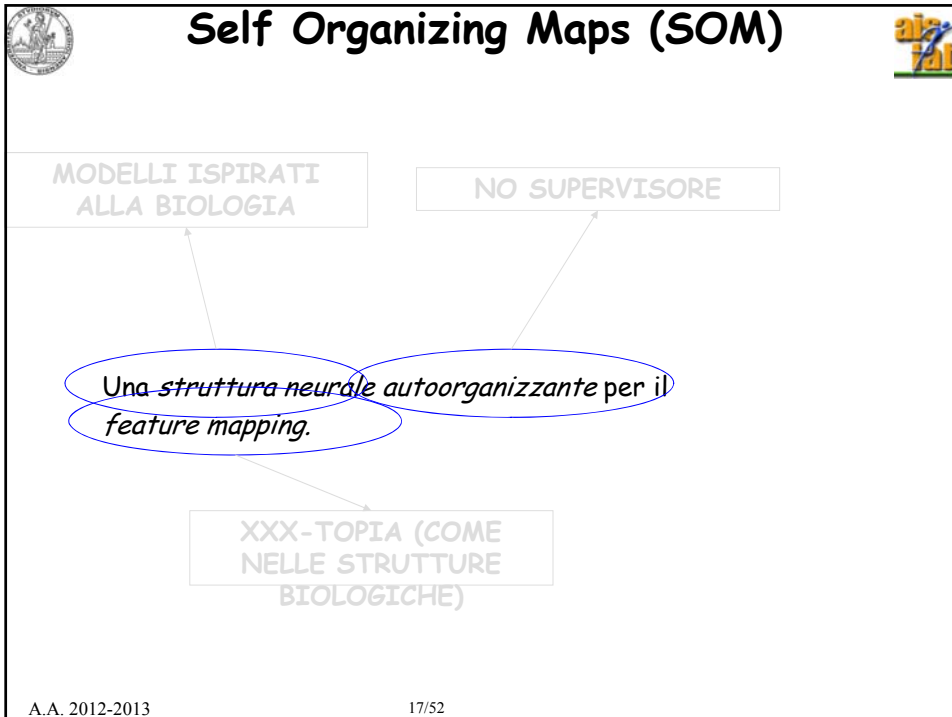 Self Organizing Maps (SOM)
MODELLI ISPIRATI
ALLA BIOLOGIA
NO SUPERVISORE
Una struttura neurale autoorganizzante per il
feature mapping.
XXX-TOPIA (COME
NELLE STRUTTURE
BIOLOGICHE)
A.A. 2012-2013
17/52